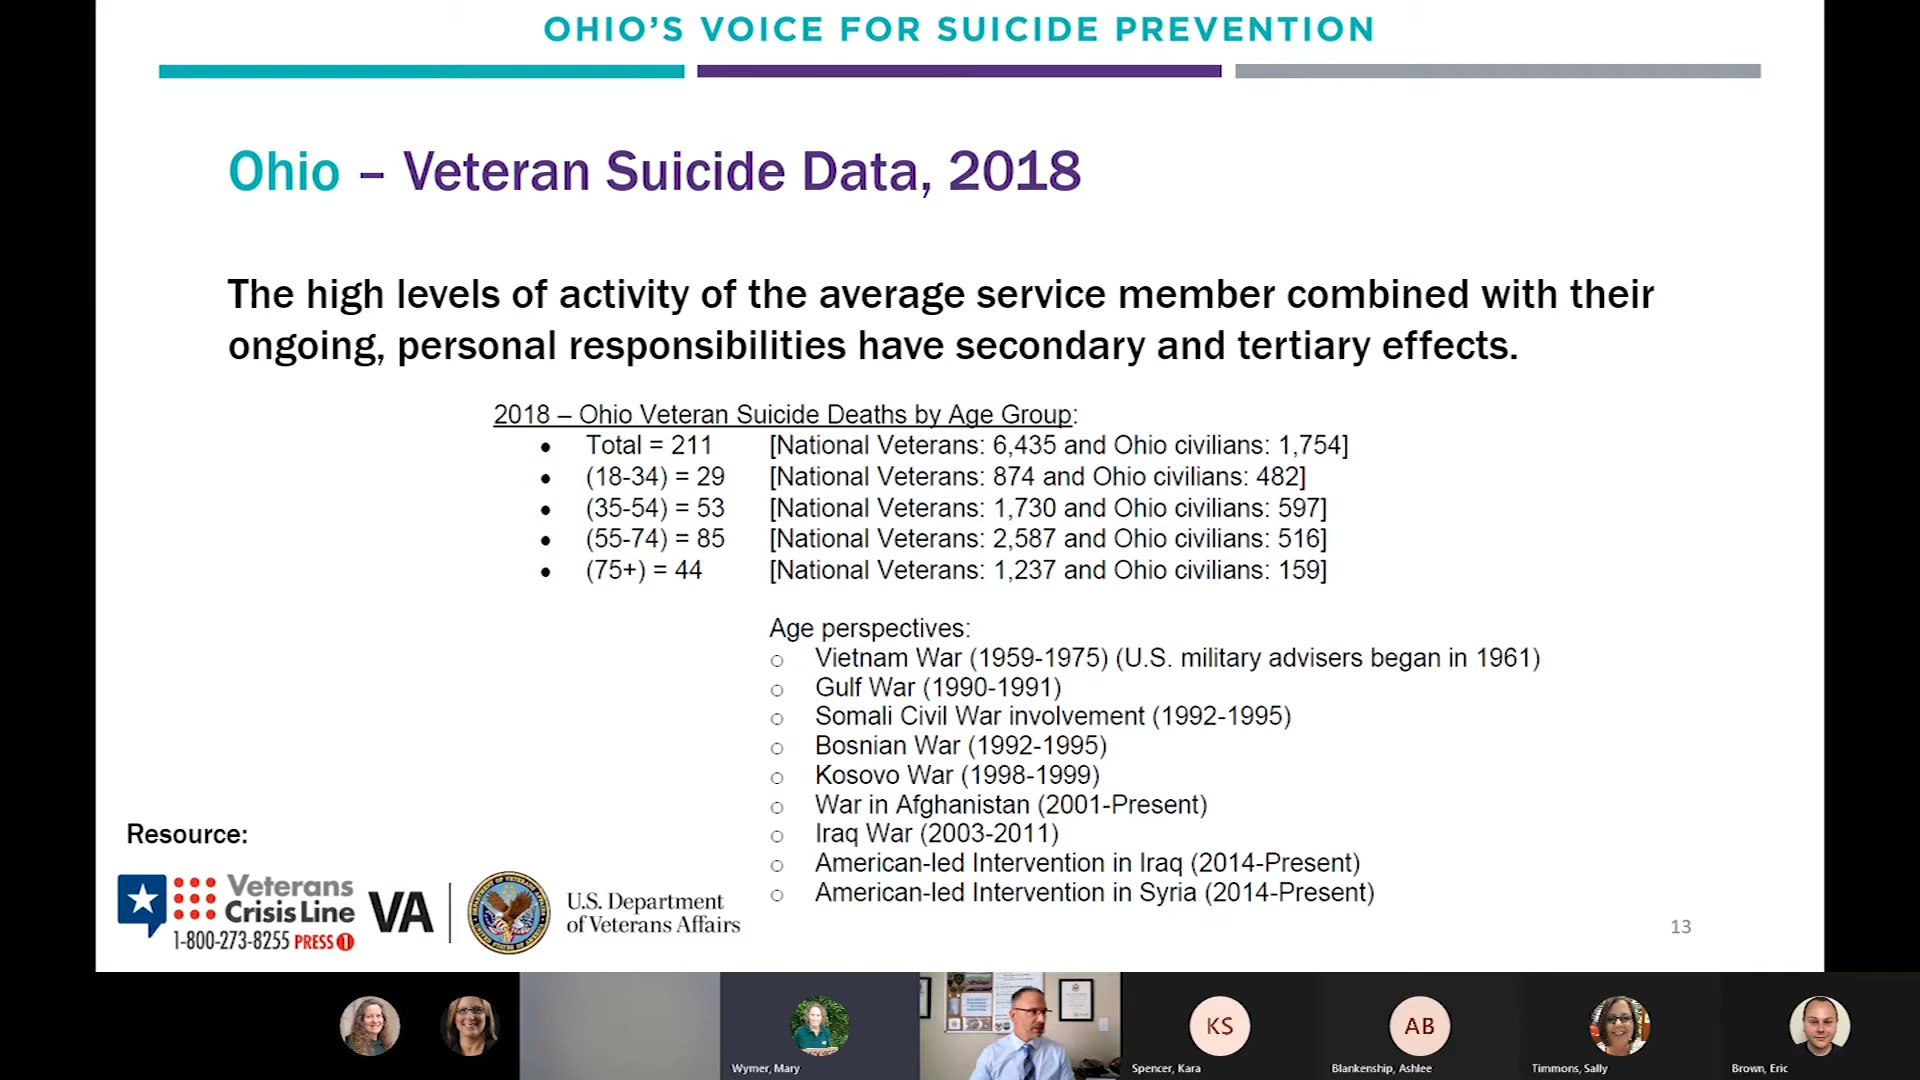 OHIO'S VOICE FOR SUICIDE PREVENTION
Ohio – Veteran Suicide Data, 2018
The high levels of activity of the average service member combined with their
ongoing, personal responsibilities have secondary and tertiary effects.
2018 – Ohio Veteran Suicide Deaths by Age Group:
• Total = 211 [National Veterans: 6,435 and Ohio civilians: 1,754]
• (18-34) = 29 [National Veterans: 874 and Ohio civilians: 482]
• (35-54) = 53 [National Veterans: 1,730 and Ohio civilians: 597]
• (55-74) = 85 [National Veterans: 2,587 and Ohio civilians: 516]
• (75+) = 44 [National Veterans: 1,237 and Ohio civilians: 159]
Age perspectives:
○ Vietnam War (1959-1975) (U.S. military advisers began in 1961)
○ Gulf War (1990-1991)
○ Somali Civil War involvement (1992-1995)
○ Bosnian War (1992-1995)
○ Kosovo War (1998-1999)
○ War in Afghanistan (2001-Present)
○ Iraq War (2003-2011)
○ American-led Intervention in Iraq (2014-Present)
○ American-led Intervention in Syria (2014-Present)
Resource:
Veterans
Crisis Line
1-800-273-8255 PRESS 1
VA
U.S. Department
of Veterans Affairs
13
KS
AB
Wymer, Mary
Spencer, Kara
Blankenship, Ashlee
Timmons, Sally
Brown, Eric